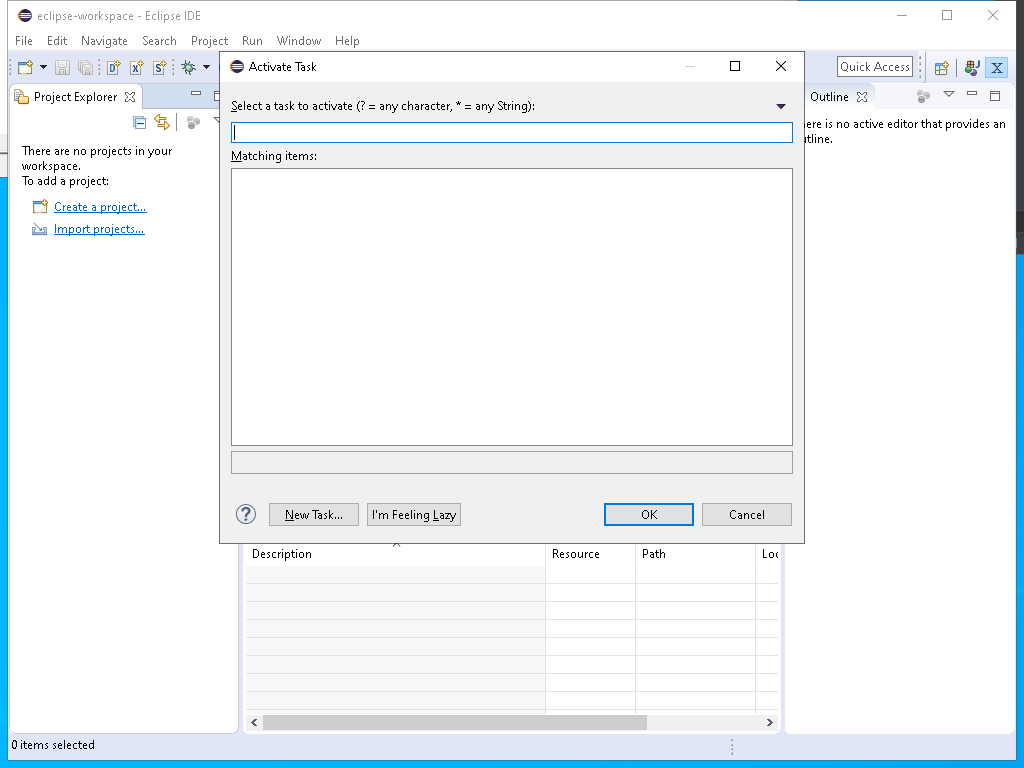 eclipse-workspace - Eclipse IDE
File Edit Navigate Search Project Run Window Help
Activate Task
Quick Access
Project Explorer
Outline
Select a task to activate (? = any character, * = any String):
There are no projects in your
workspace.
To add a project:
Create a project...
Import projects...
ere is no active editor that provides an
tline.
Matching items:
New Task...
I'm Feeling Lazy
OK
Cancel
Description
Resource
Path
Loc
0 items selected